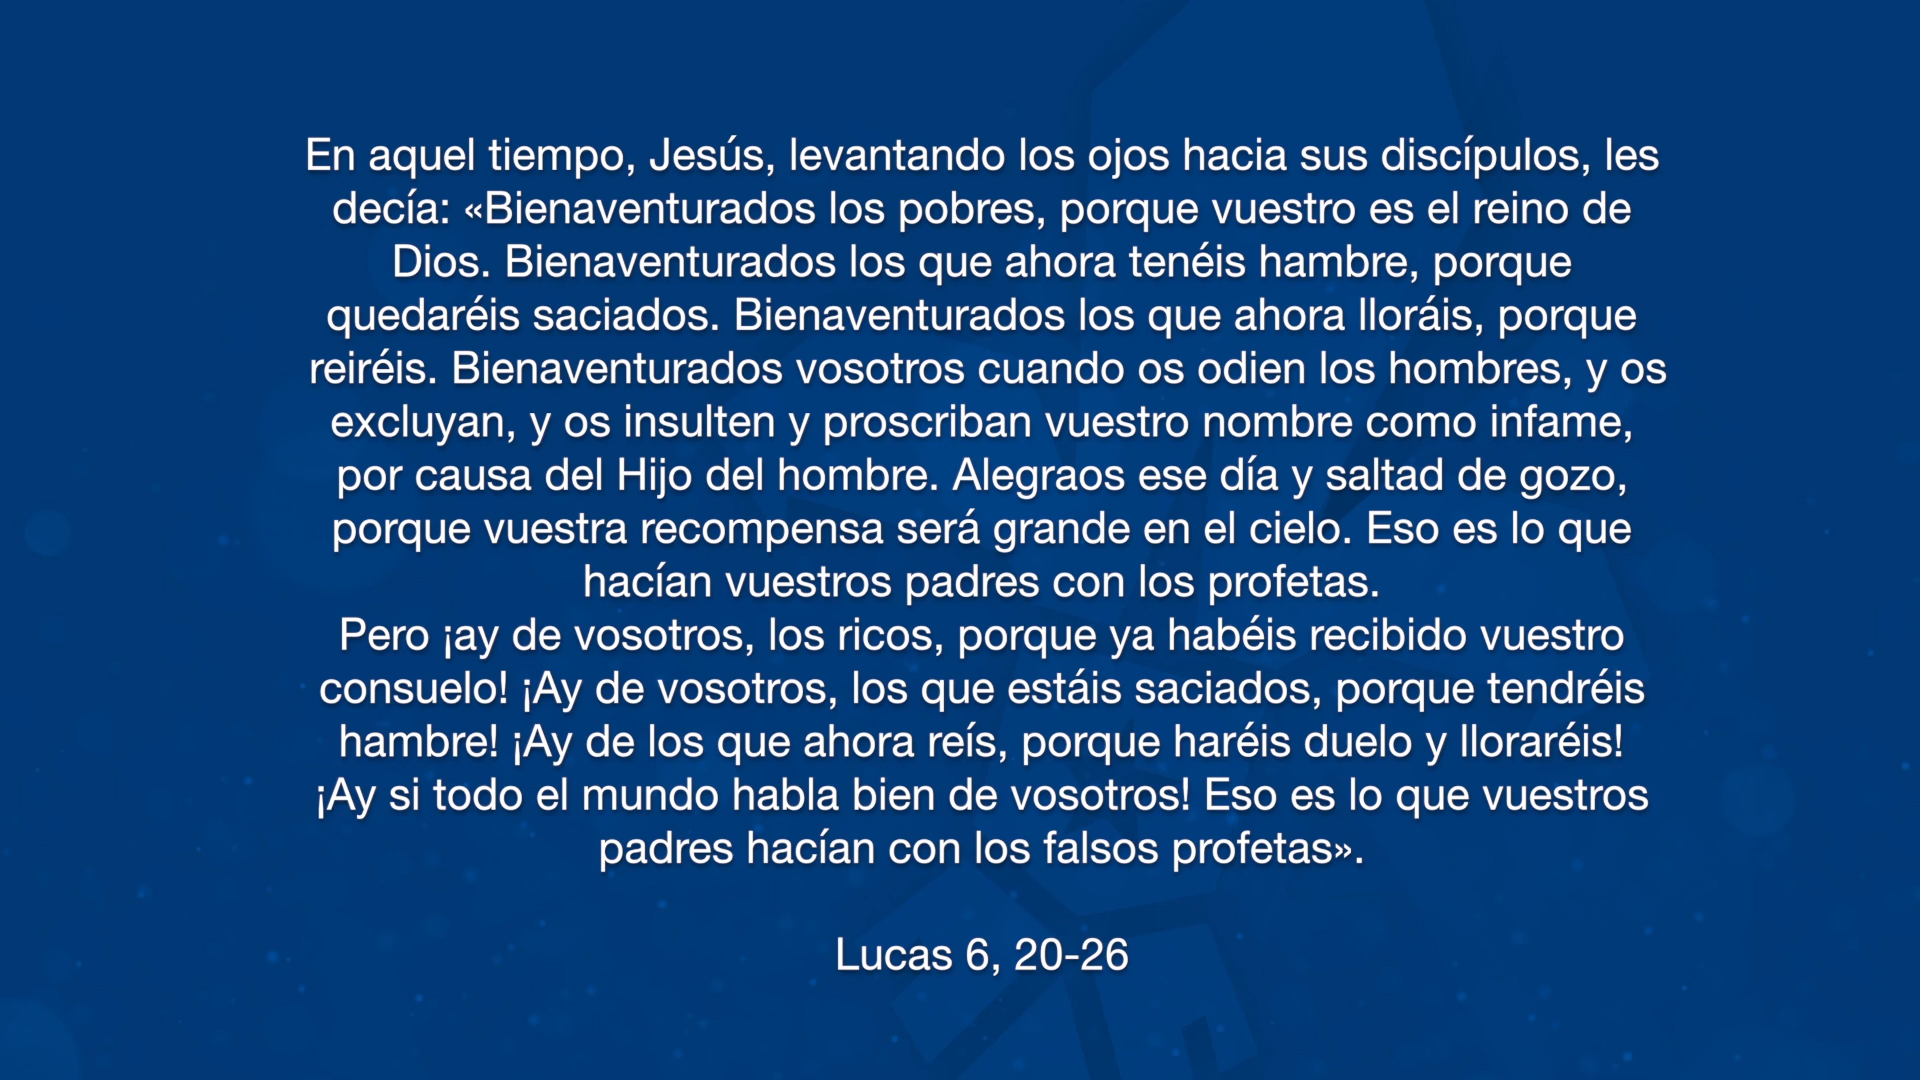 En aquel tiempo, Jesús, levantando los ojos hacia sus discípulos, les
decía: «Bienaventurados los pobres, porque vuestro es el reino de
Dios. Bienaventurados los que ahora tenéis hambre, porque
quedaréis saciados. Bienaventurados los que ahora lloráis, porque
reiréis. Bienaventurados vosotros cuando os odien los hombres, y os
excluyan, y os insulten y proscriban vuestro nombre como infame,
por causa del Hijo del hombre. Alegraos ese día y saltad de gozo,
porque vuestra recompensa será grande en el cielo. Eso es lo que
hacían vuestros padres con los profetas.
Pero ¡ay de vosotros, los ricos, porque ya habéis recibido vuestro
consuelo! ¡Ay de vosotros, los que estáis saciados, porque tendréis
hambre! ¡Ay de los que ahora reís, porque haréis duelo y lloraréis!
¡Ay si todo el mundo habla bien de vosotros! Eso es lo que vuestros
padres hacían con los falsos profetas».
Lucas 6, 20-26